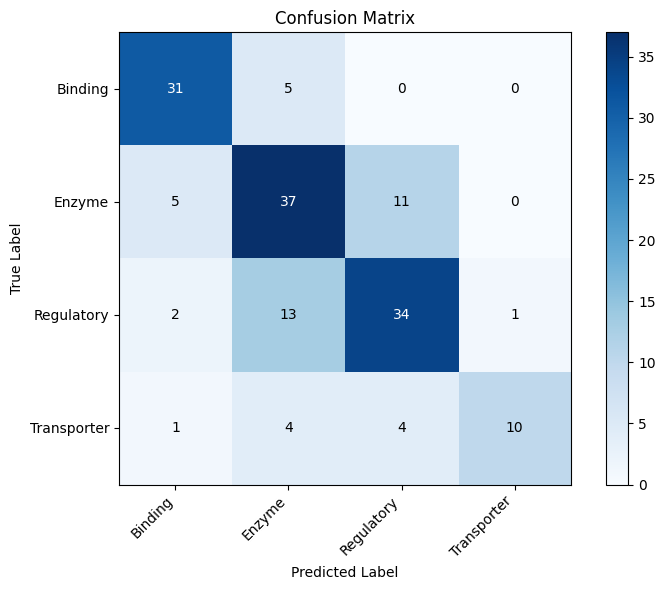 Confusion Matrix
True Label
Binding 31 5 0 0
Enzyme 5 37 11 0
Regulatory 2 13 34 1
Transporter 1 4 4 10
Binding Enzyme Regulatory Transporter
Predicted Label
35
30
25
20
15
10
5
0